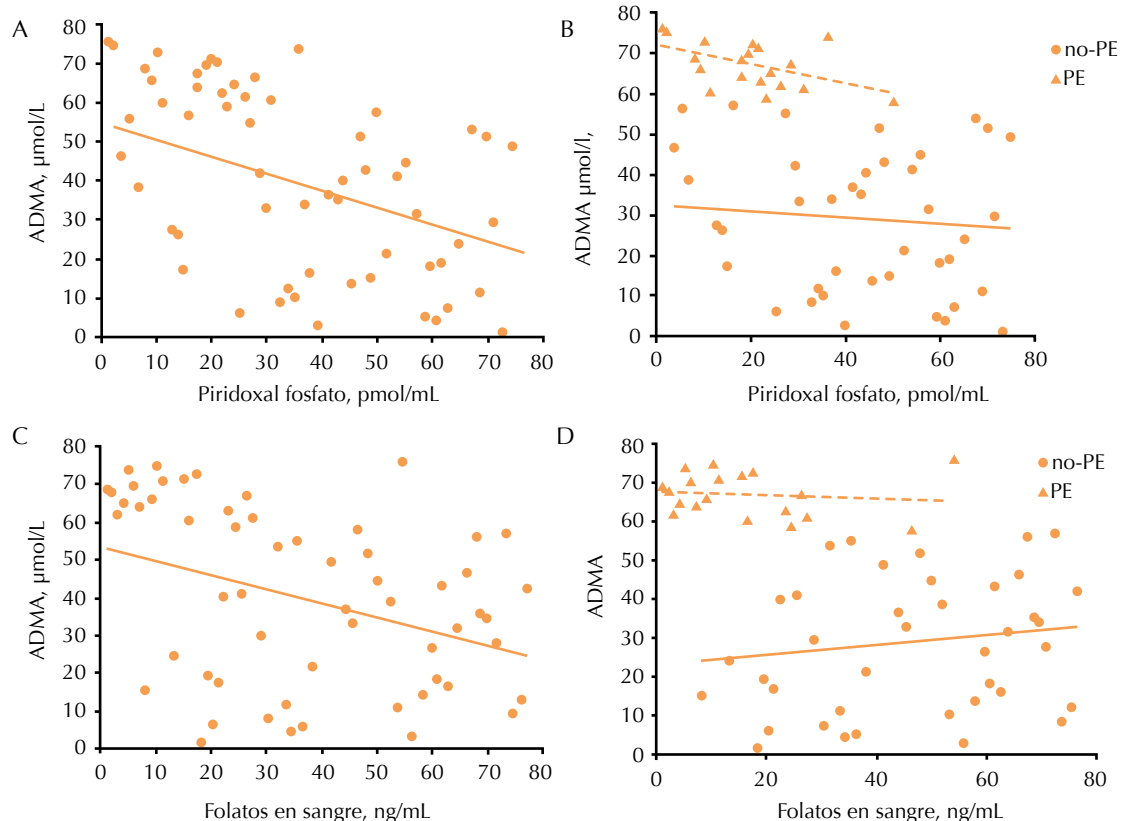 A
80
70
60
50
40
30
20
10
0
ADMA, µmol/L
0 10 20 30 40 50 60 70 80
Piridoxal fosfato, pmol/mL
B
80
70
60
50
40
30
20
10
0
ADMA µmol/l,
0 20 40 60 80
Piridoxal fosfato, pmol/mL
no-PE
PE
C
80
70
60
50
40
30
20
10
0
ADMA, µmol/L
0 10 20 30 40 50 60 70 80
Folatos en sangre, ng/mL
D
80
70
60
50
40
30
20
10
0
ADMA
0 20 40 60 80
Folatos en sangre, ng/mL
no-PE
PE